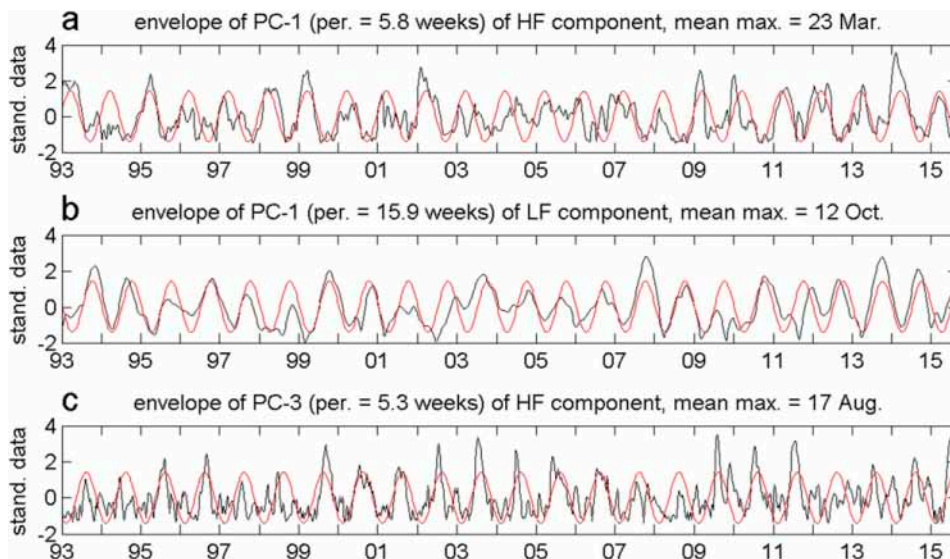 a envelope of PC-1 (per. = 5.8 weeks) of HF component, mean max. = 23 Mar.
stand. data
4
2
0
-2
93 95 97 99 01 03 05 07 09 11 13 15
b envelope of PC-1 (per. = 15.9 weeks) of LF component, mean max. = 12 Oct.
stand. data
4
2
0
-2
93 95 97 99 01 03 05 07 09 11 13 15
c envelope of PC-3 (per. = 5.3 weeks) of HF component, mean max. = 17 Aug.
stand. data
4
2
0
-2
93 95 97 99 01 03 05 07 09 11 13 15